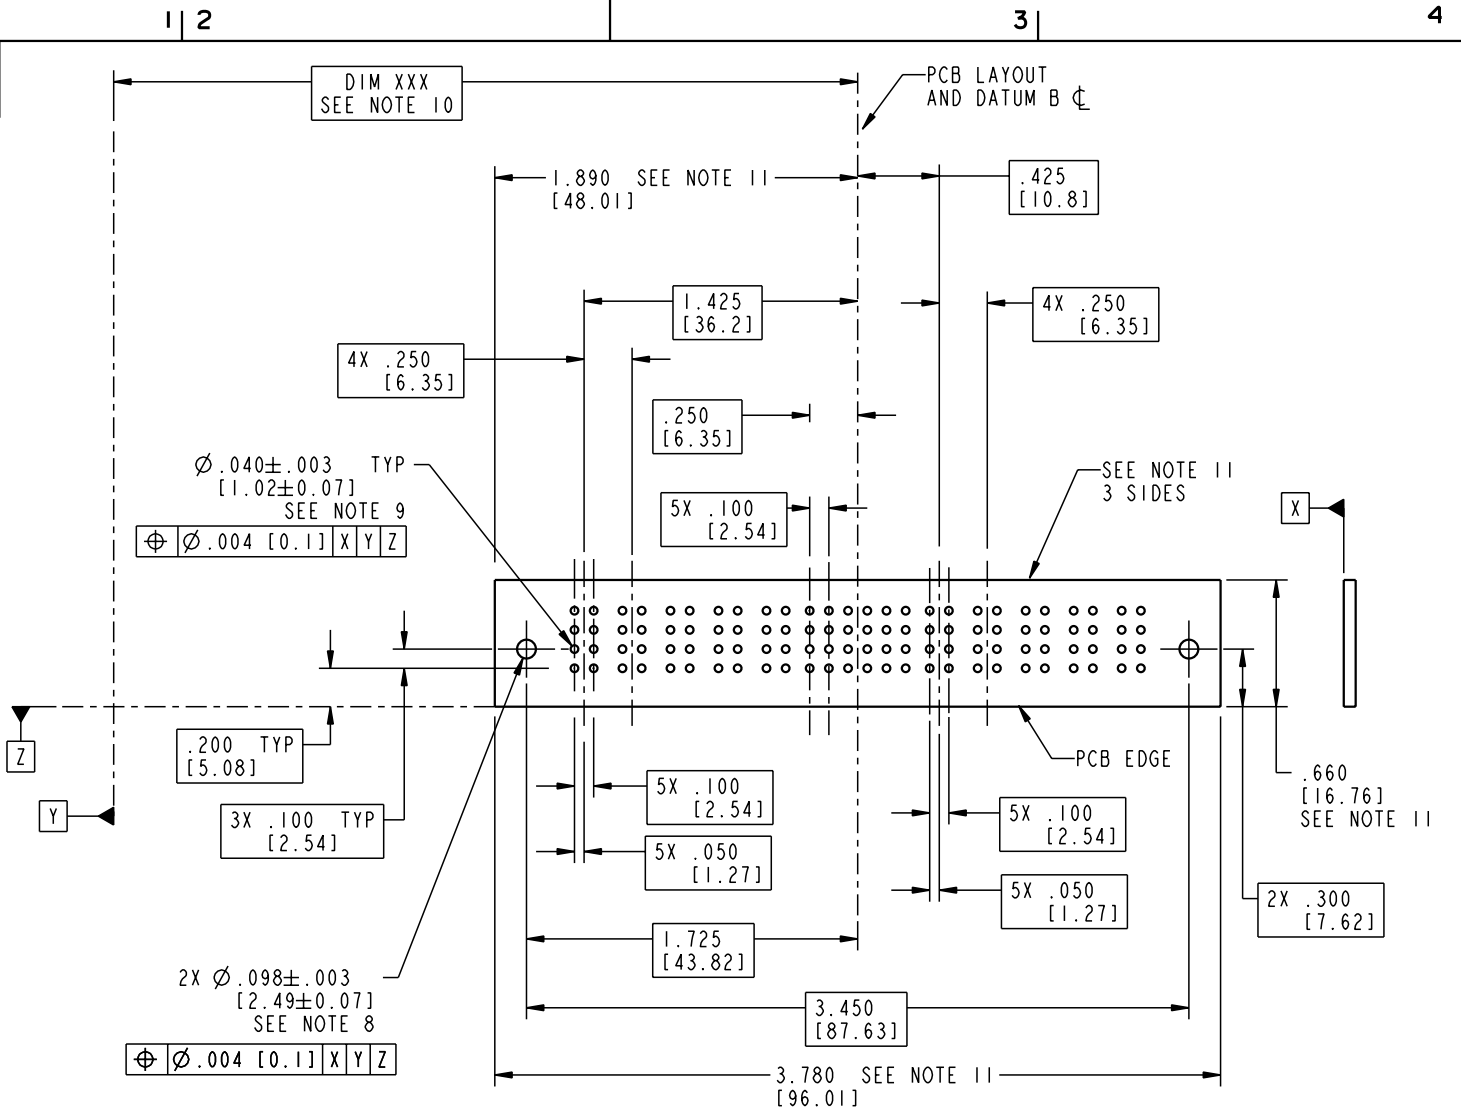 1 2 3 4
DIM XXX
SEE NOTE 10
PCB LAYOUT
AND DATUM B ℄
1.890 SEE NOTE 11
[48.01]
.425
[10.8]
1.425
[36.2]
4X .250
[6.35]
4X .250
[6.35]
.250
[6.35]
Ø.040±.003 TYP
[1.02±0.07]
SEE NOTE 9
⌖ Ø.004 [0.1] X Y Z
5X .100
[2.54]
SEE NOTE 11
3 SIDES
X
Z
.200 TYP
[5.08]
PCB EDGE
.660
[16.76]
SEE NOTE 11
Y
3X .100 TYP
[2.54]
5X .100
[2.54]
5X .100
[2.54]
5X .050
[1.27]
5X .050
[1.27]
2X .300
[7.62]
1.725
[43.82]
2X Ø.098±.003
[2.49±0.07]
SEE NOTE 8
⌖ Ø.004 [0.1] X Y Z
3.450
[87.63]
3.780 SEE NOTE 11
[96.01]